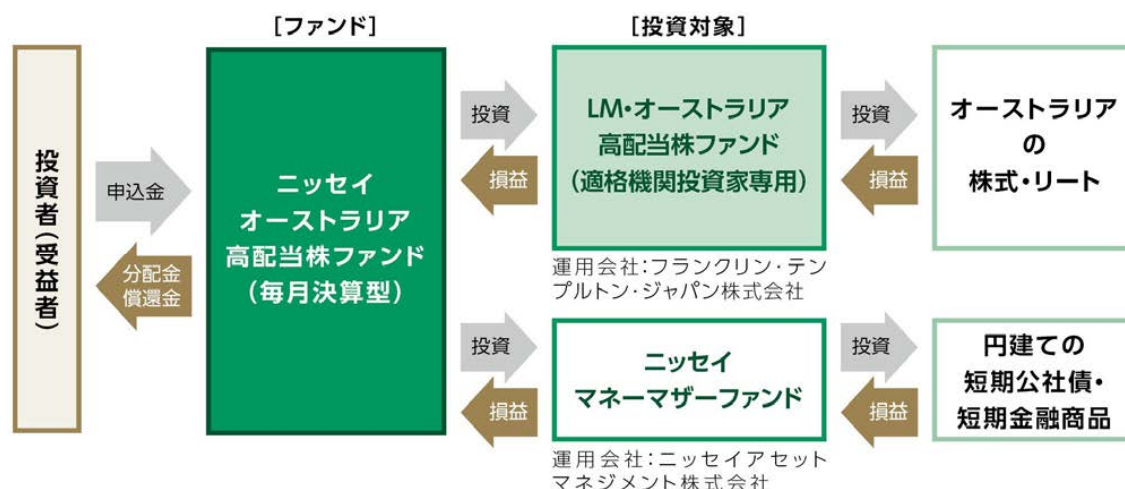 [ファンド]
[投資対象]
投資者(受益者)
申込金
分配金
償還金
ニッセイ
オーストラリア
高配当株ファンド
(毎月決算型)
投資
損益
LM・オーストラリア
高配当株ファンド
(適格機関投資家専用)
運用会社:フランクリン・テン
プルトン・ジャパン株式会社
投資
損益
オーストラリア
の
株式・リート
投資
損益
ニッセイ
マネーマザーファンド
運用会社:ニッセイアセット
マネジメント株式会社
投資
損益
円建ての
短期公社債・
短期金融商品